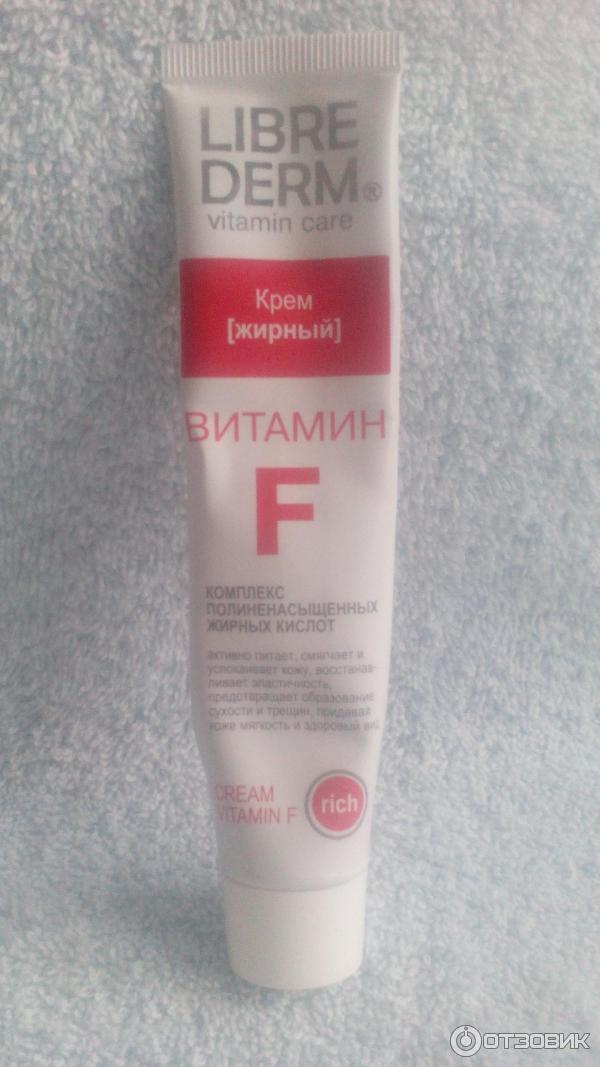 LIBRE
DERM®
vitamin care
Крем
[жирный]
ВИТАМИН
F
КОМПЛЕКС
ПОЛИНЕНАСЫЩЕННЫХ
ЖИРНЫХ КИСЛОТ
активно питает, смягчает и
успокаивает кожу, восстанав-
ливает эластичность,
предотвращает образование
сухости и трещин, придавая
коже мягкость и здоровый вид
CREAM
VITAMIN F
rich
ОТЗОВИК